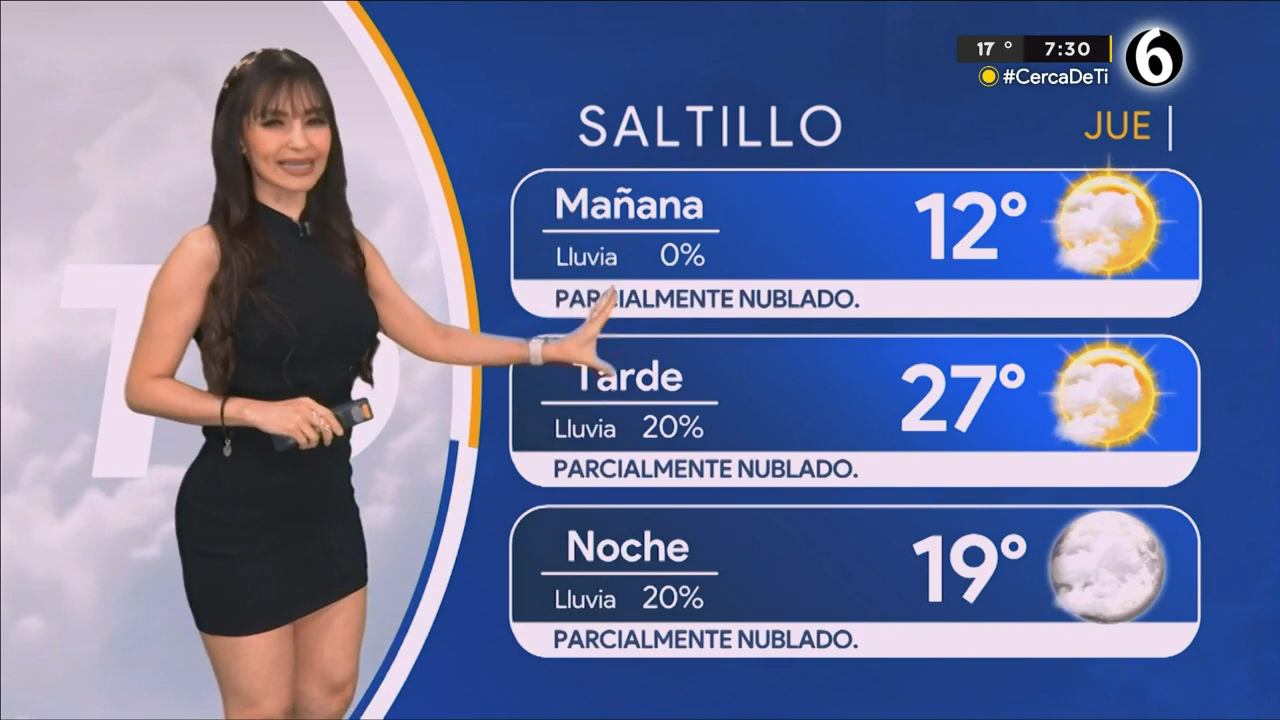 17 ° 7:30
#CercaDeTi
6
SALTILLO JUE
Mañana 12°
Lluvia 0%
PARCIALMENTE NUBLADO.
Tarde 27°
Lluvia 20%
PARCIALMENTE NUBLADO.
Noche 19°
Lluvia 20%
PARCIALMENTE NUBLADO.